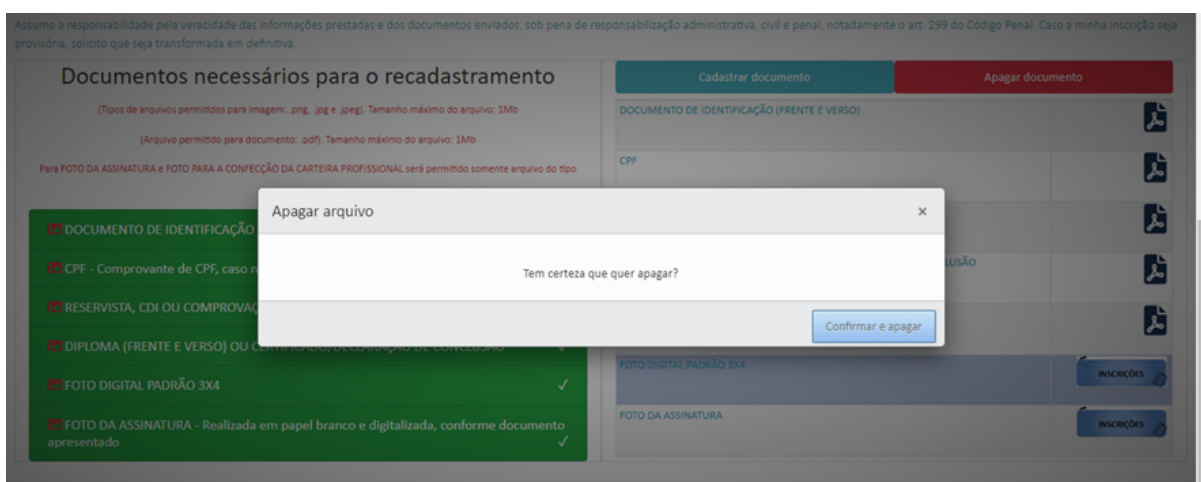 Assumo a responsabilidade pela veracidade das informações prestadas e dos documentos enviados, sob pena de responsabilização administrativa, civil e penal, notadamente o art. 299 do Código Penal. Caso a minha inscrição seja
provisória, solicito que seja transformada em definitiva.
Documentos necessários para o recadastramento
(Tipos de arquivos permitidos para imagem: .png, .jpg e .jpeg). Tamanho máximo do arquivo: 1Mb
(Arquivo permitido para documento: .pdf). Tamanho máximo do arquivo: 1Mb
Para FOTO DA ASSINATURA e FOTO PARA A CONFECÇÃO DA CARTEIRA PROFISSIONAL será permitido somente arquivo do tipo
DOCUMENTO DE IDENTIFICAÇÃO
CPF - Comprovante de CPF, caso
RESERVISTA, CDI OU
DIPLOMA (FRENTE E VERSO) OU CERTIFICADO/DECLARAÇÃO DE CONCLUSÃO ✓
FOTO DIGITAL PADRÃO 3X4 ✓
FOTO DA ASSINATURA - Realizada em papel branco e digitalizada, conforme documento
apresentado ✓
Cadastrar documento
Apagar documento
DOCUMENTO DE IDENTIFICAÇÃO (FRENTE E VERSO)
CPF
FOTO DIGITAL PADRÃO 3X4
INSCRIÇÕES
FOTO DA ASSINATURA
INSCRIÇÕES
Apagar arquivo
×
Tem certeza que quer apagar?
Confirmar e apagar